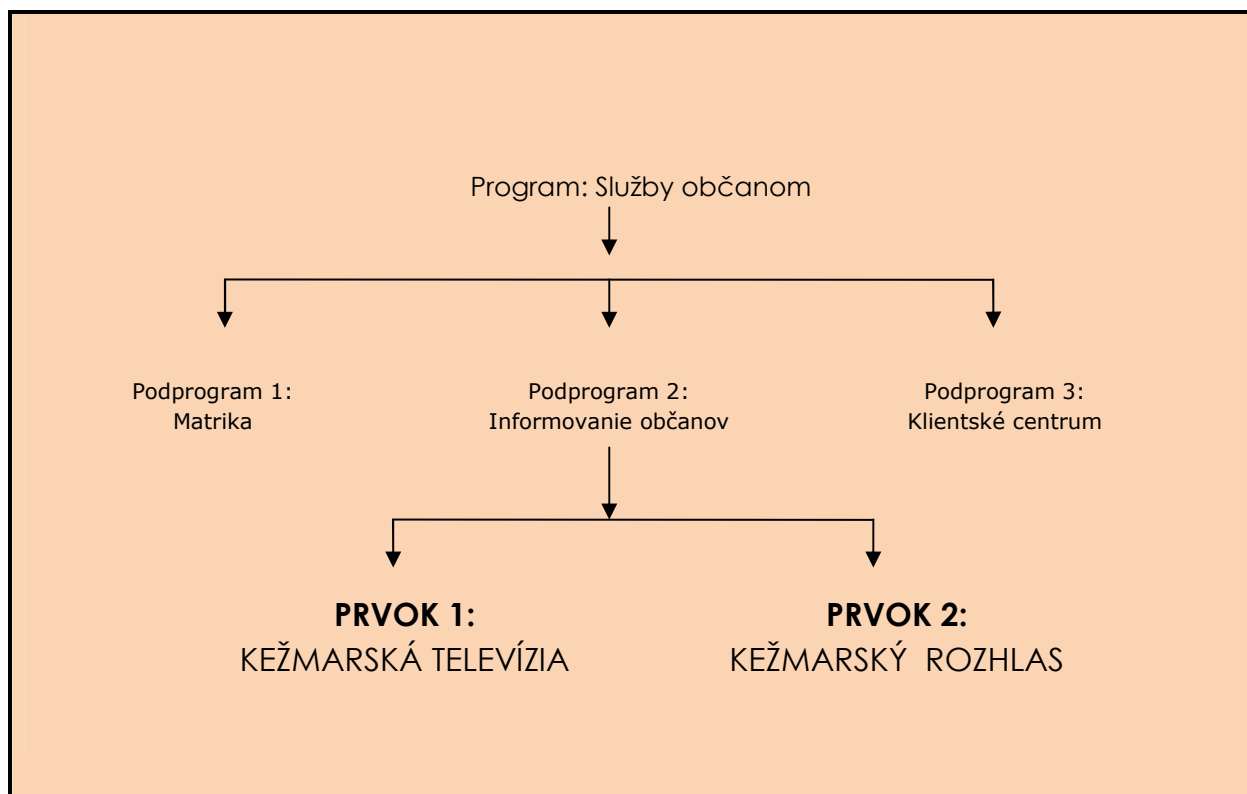 Program: Služby občanom
Podprogram 1:
Matrika
Podprogram 2:
Informovanie občanov
Podprogram 3:
Klientské centrum
PRVOK 1:
KEŽMARSKÁ TELEVÍZIA
PRVOK 2:
KEŽMARSKÝ ROZHLAS